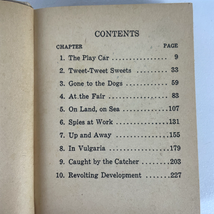 CONTENTS
CHAPTER PAGE
1. The Play Car .............. 9
2. Tweet-Tweet Sweets ........ 33
3. Gone to the Dogs .......... 59
4. At the Fair ............... 83
5. On Land, on Sea ........... 107
6. Spies at Work ............. 131
7. Up and Away ............... 155
8. In Vulgaria ............... 179
9. Caught by the Catcher ..... 203
10. Revolting Development .... 227